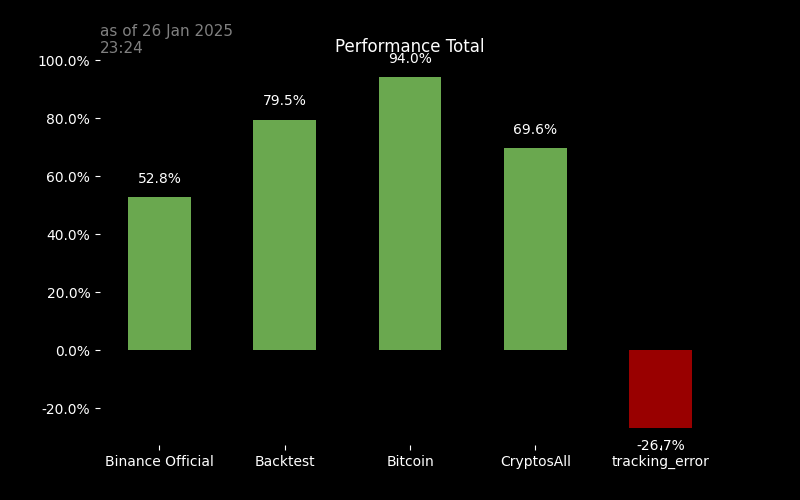 as of 26 Jan 2025
23:24
Performance Total
100.0%
80.0%
60.0%
40.0%
20.0%
0.0%
-20.0%
52.8%
79.5%
94.0%
69.6%
-26.7%
Binance Official
Backtest
Bitcoin
CryptosAll
tracking_error